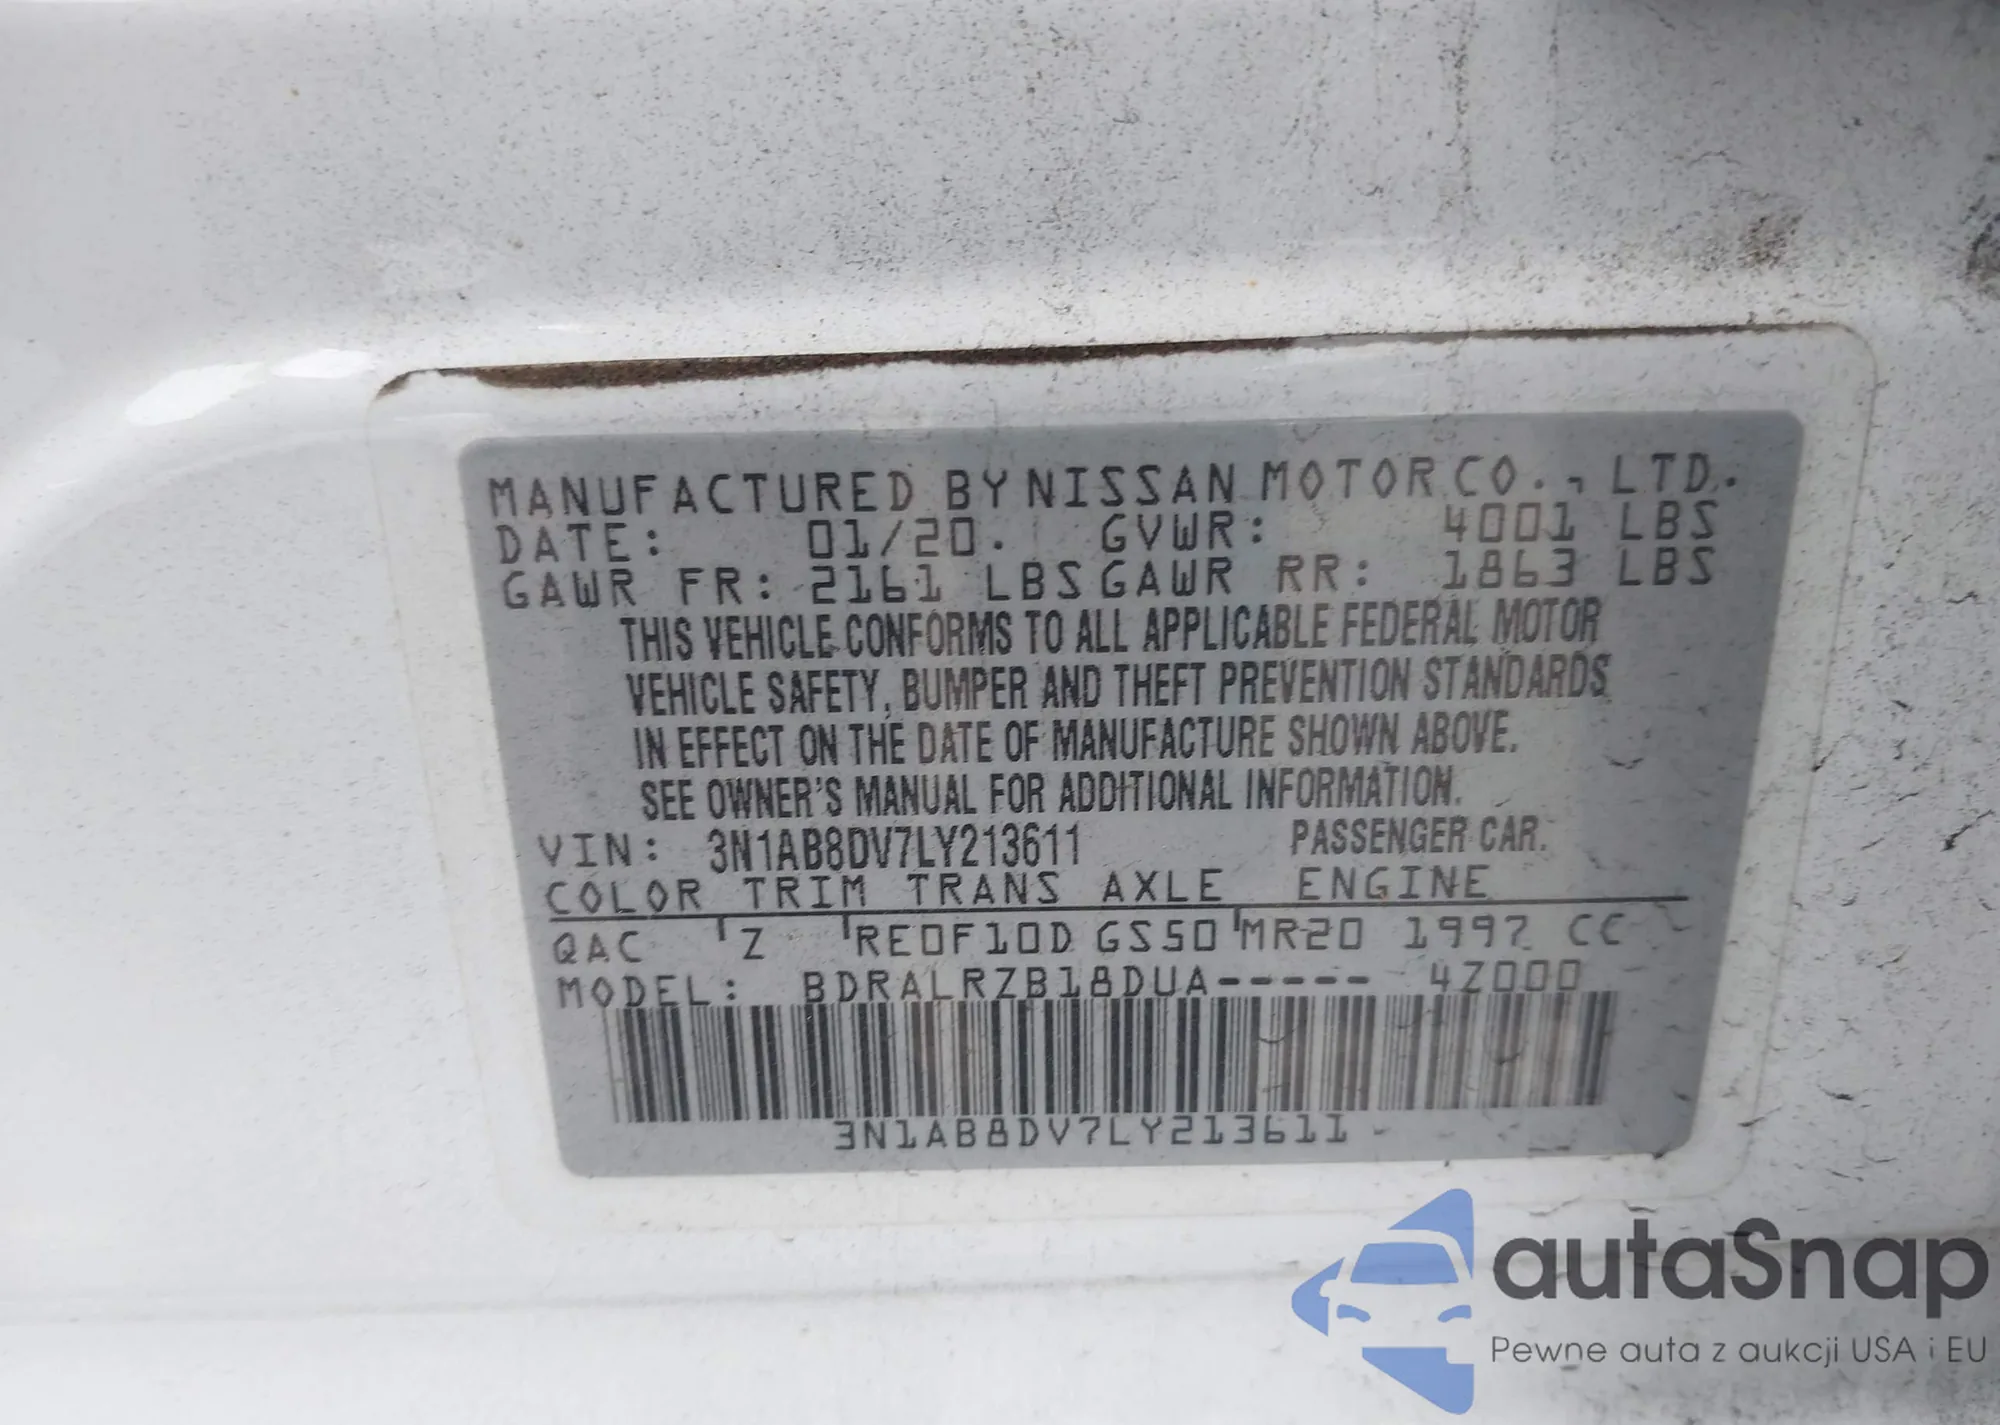 MANUFACTURED BY NISSAN MOTOR CO., LTD.
DATE: 01/20. GVWR: 4001 LBS
GAWR FR: 2161 LBS GAWR RR: 1863 LBS
THIS VEHICLE CONFORMS TO ALL APPLICABLE FEDERAL MOTOR
VEHICLE SAFETY, BUMPER AND THEFT PREVENTION STANDARDS
IN EFFECT ON THE DATE OF MANUFACTURE SHOWN ABOVE.
SEE OWNER'S MANUAL FOR ADDITIONAL INFORMATION.
VIN: 3N1AB8DV7LY213611 PASSENGER CAR.
COLOR TRIM TRANS AXLE ENGINE
QAC Z RE0F10D GS50 MR20 1997 CC
MODEL: BDRALRZB18DUA----- 4Z000
3N1AB8DV7LY213611
autaSnap
Pewne auta z aukcji USA i EU